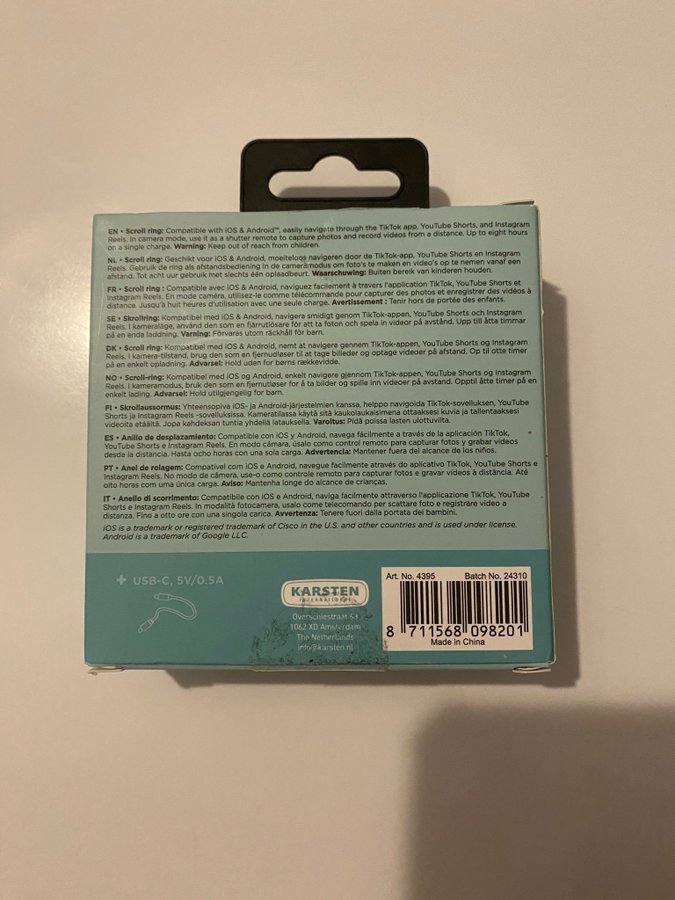 EN • Scroll ring: Compatible with iOS & Android™, easily navigate through the TikTok app, YouTube Shorts, and Instagram
Reels. In camera mode, use it as a shutter remote to capture photos and record videos from a distance. Up to eight hours
on a single charge. Warning: Keep out of reach from children.
NL • Scroll ring: Geschikt voor iOS en Android, moeiteloos navigeren door de TikTok-app, YouTube Shorts en Instagram
Reels. Gebruik de ring als afstandsbediening in de cameramodus om foto's te maken en video's op te nemen vanaf een
afstand. Tot acht uur gebruik met slechts één oplaadbeurt. Waarschuwing: Buiten bereik van kinderen houden.
FR • Scroll ring : Compatible avec iOS & Android, naviguez facilement à travers l'application TikTok, YouTube Shorts et
Instagram Reels. En mode caméra, utilisez-le comme télécommande pour capturer des photos et enregistrer des vidéos à
distance. Jusqu'à huit heures d'utilisation avec une seule charge. Avertissement : Tenir hors de portée des enfants.
SE • Skrollring: Kompatibel med iOS & Android, navigera smidigt genom TikTok-appen, YouTube Shorts och Instagram
Reels. I kameraläge, använd den som en fjärrutlösare för att ta foton och spela in videor på avstånd. Upp till åtta timmar
på en enda laddning. Varning: Förvaras utom räckhåll för barn.
DK • Scroll ring: Kompatibel med iOS & Android, nemt at navigere gennem TikTok-appen, YouTube Shorts og Instagram
Reels. I kamera-tilstand, brug den som en fjernudløser til at tage billeder og optage videoer på afstand. Op til otte timer
på en enkelt opladning. Advarsel: Hold uden for børns rækkevidde.
NO • Scroll-ring: Kompatibel med iOS og Android, enkelt navigere gjennom TikTok-appen, YouTube Shorts og Instagram
Reels. I kameramodus, bruk den som en fjernutløser for å ta bilder og spille inn videoer på avstand. Opptil åtte timer på en
enkelt lading. Advarsel: Hold utilgjengelig for barn.
FI • Skrollaussormus: Yhteensopiva iOS- ja Android-järjestelmien kanssa, helppo navigoida TikTok-sovelluksen, YouTube
Shorts ja Instagram Reels -sovelluksissa. Kameratilassa käytä sitä kaukolaukaisimena ottaaksesi kuvia ja tallentaaksesi
videoita etäältä. Jopa kahdeksan tuntia yhdellä latauksella. Varoitus: Pidä poissa lasten ulottuvilta.
ES • Anillo de desplazamiento: Compatible con iOS y Android, navega fácilmente a través de la aplicación TikTok,
YouTube Shorts e Instagram Reels. En modo cámara, úsalo como control remoto para capturar fotos y grabar videos
desde la distancia. Hasta ocho horas con una sola carga. Advertencia: Mantener fuera del alcance de los niños.
PT • Anel de rolagem: Compatível com iOS e Android, navegue facilmente através do aplicativo TikTok, YouTube Shorts e
Instagram Reels. No modo de câmera, use-o como controle remoto para capturar fotos e gravar vídeos à distância. Até
oito horas com uma única carga. Aviso: Mantenha longe do alcance de crianças.
IT • Anello di scorrimento: Compatibile con iOS e Android, naviga facilmente attraverso l'applicazione TikTok, YouTube
Shorts e Instagram Reels. In modalità fotocamera, usalo come telecomando per scattare foto e registrare video a
distanza. Fino a otto ore con una singola carica. Avvertenza: Tenere fuori dalla portata dei bambini.
iOS is a trademark or registered trademark of Cisco in the U.S. and other countries and is used under license.
Android is a trademark of Google LLC.
+ USB-C, 5V/0.5A
KARSTEN
INTERNATIONAL
Overschiestraat 63
1062 XD Amsterdam
The Netherlands
info@karsten.nl
Art. No. 4395 Batch No. 24310
8 711568 098201
Made in China